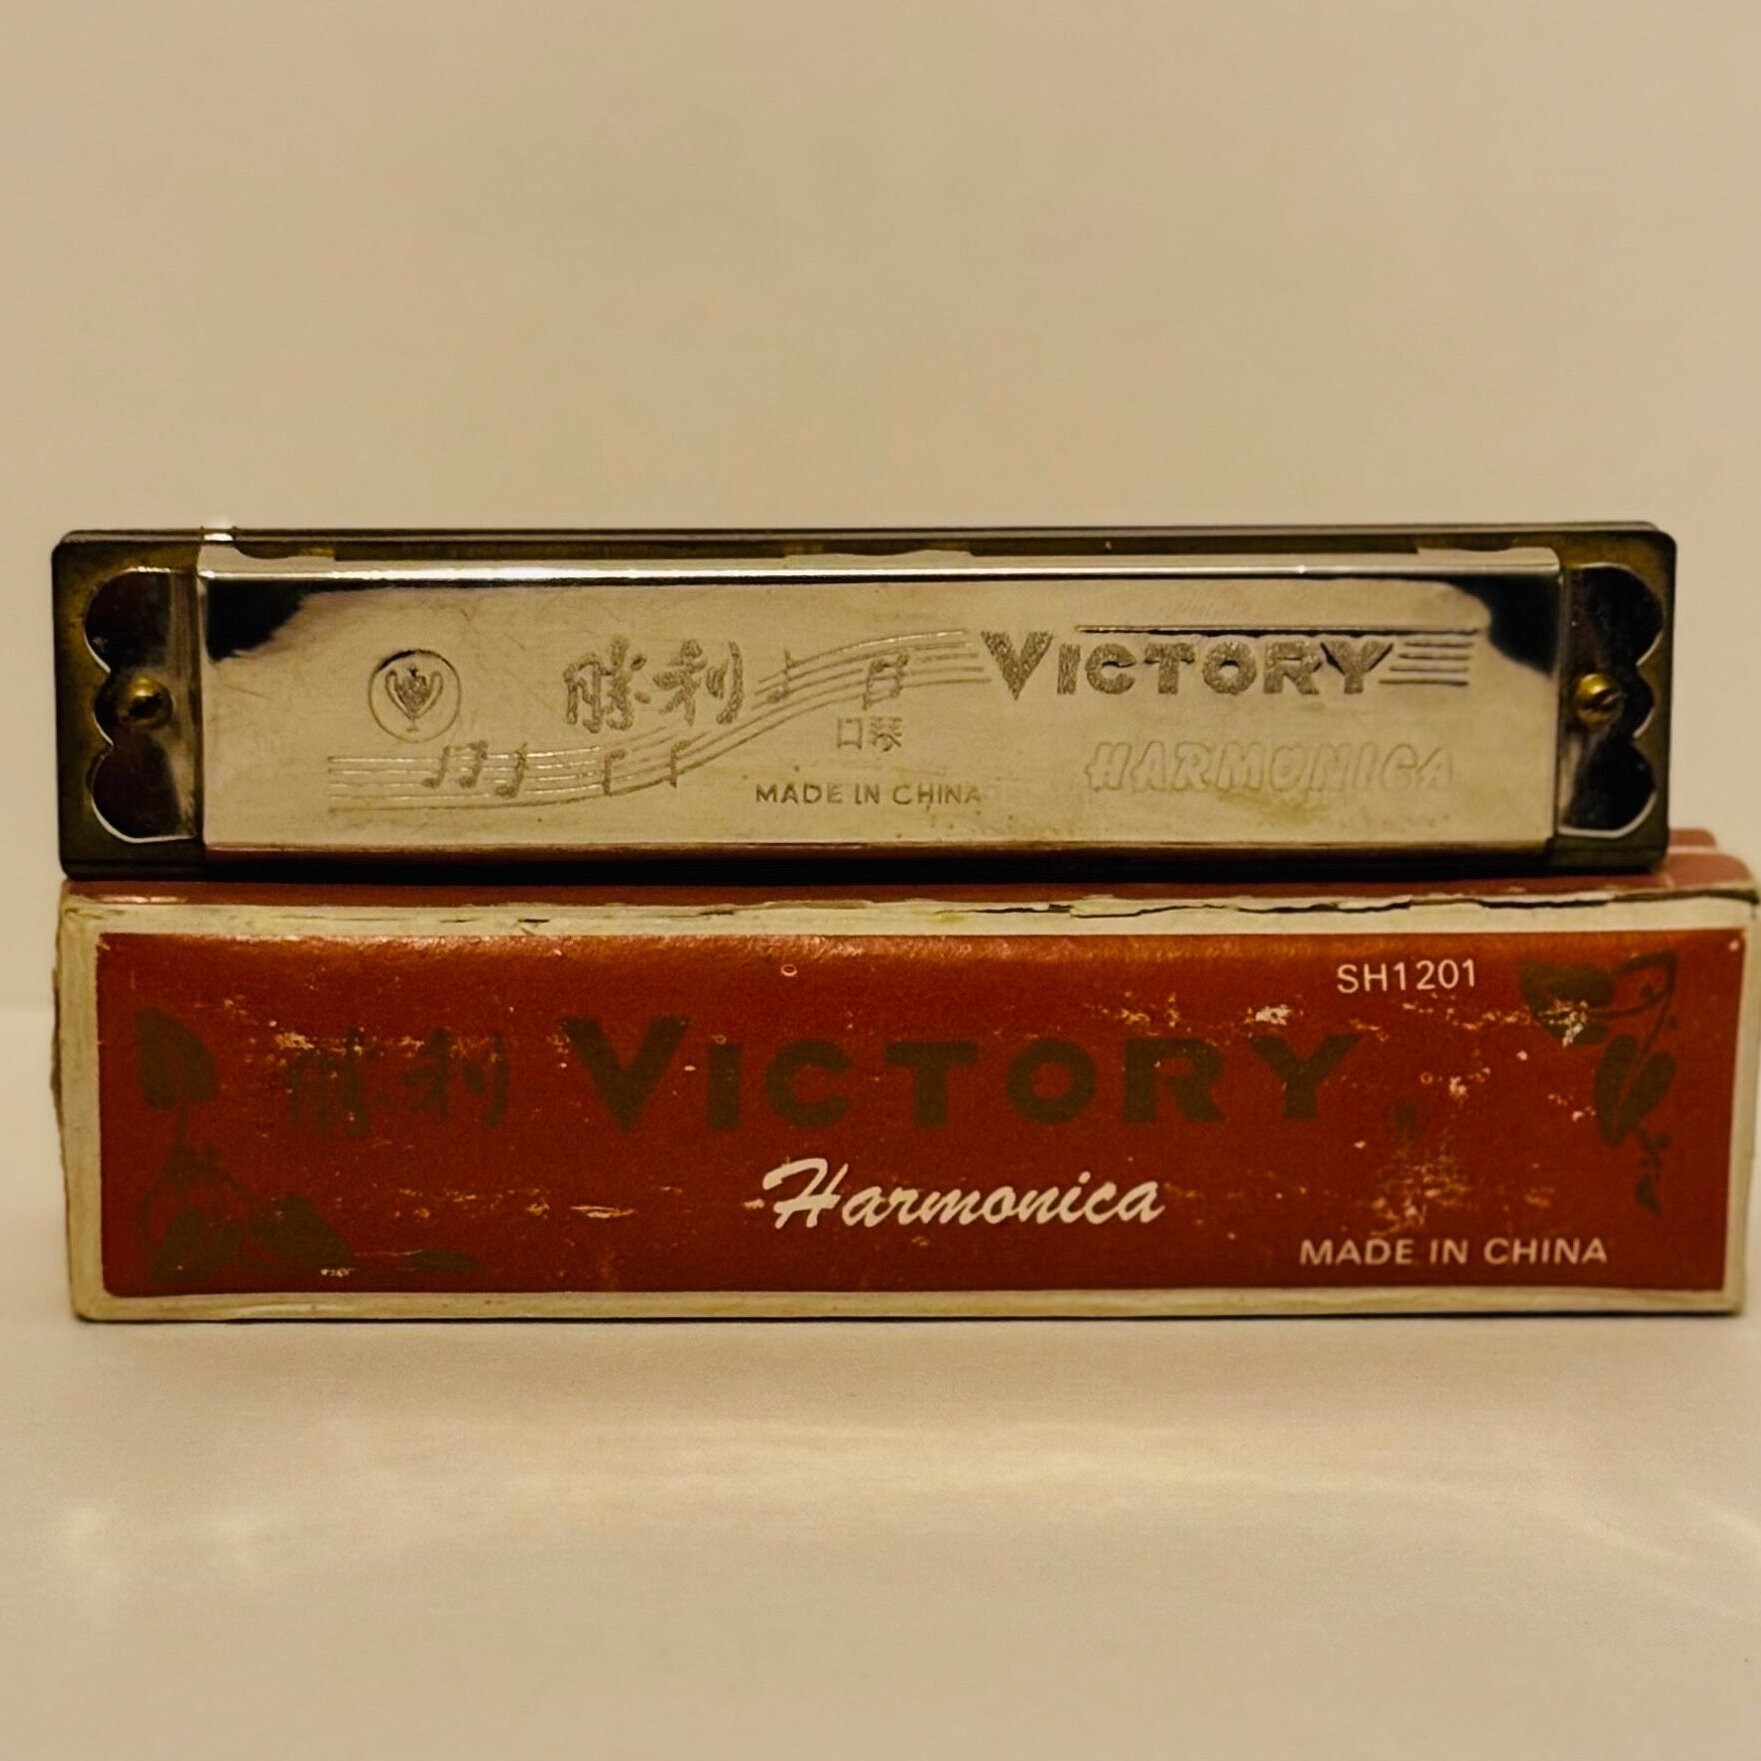 胜利 VICTORY
口琴
HARMONICA
MADE IN CHINA
SH1201
胜利 VICTORY
Harmonica
MADE IN CHINA